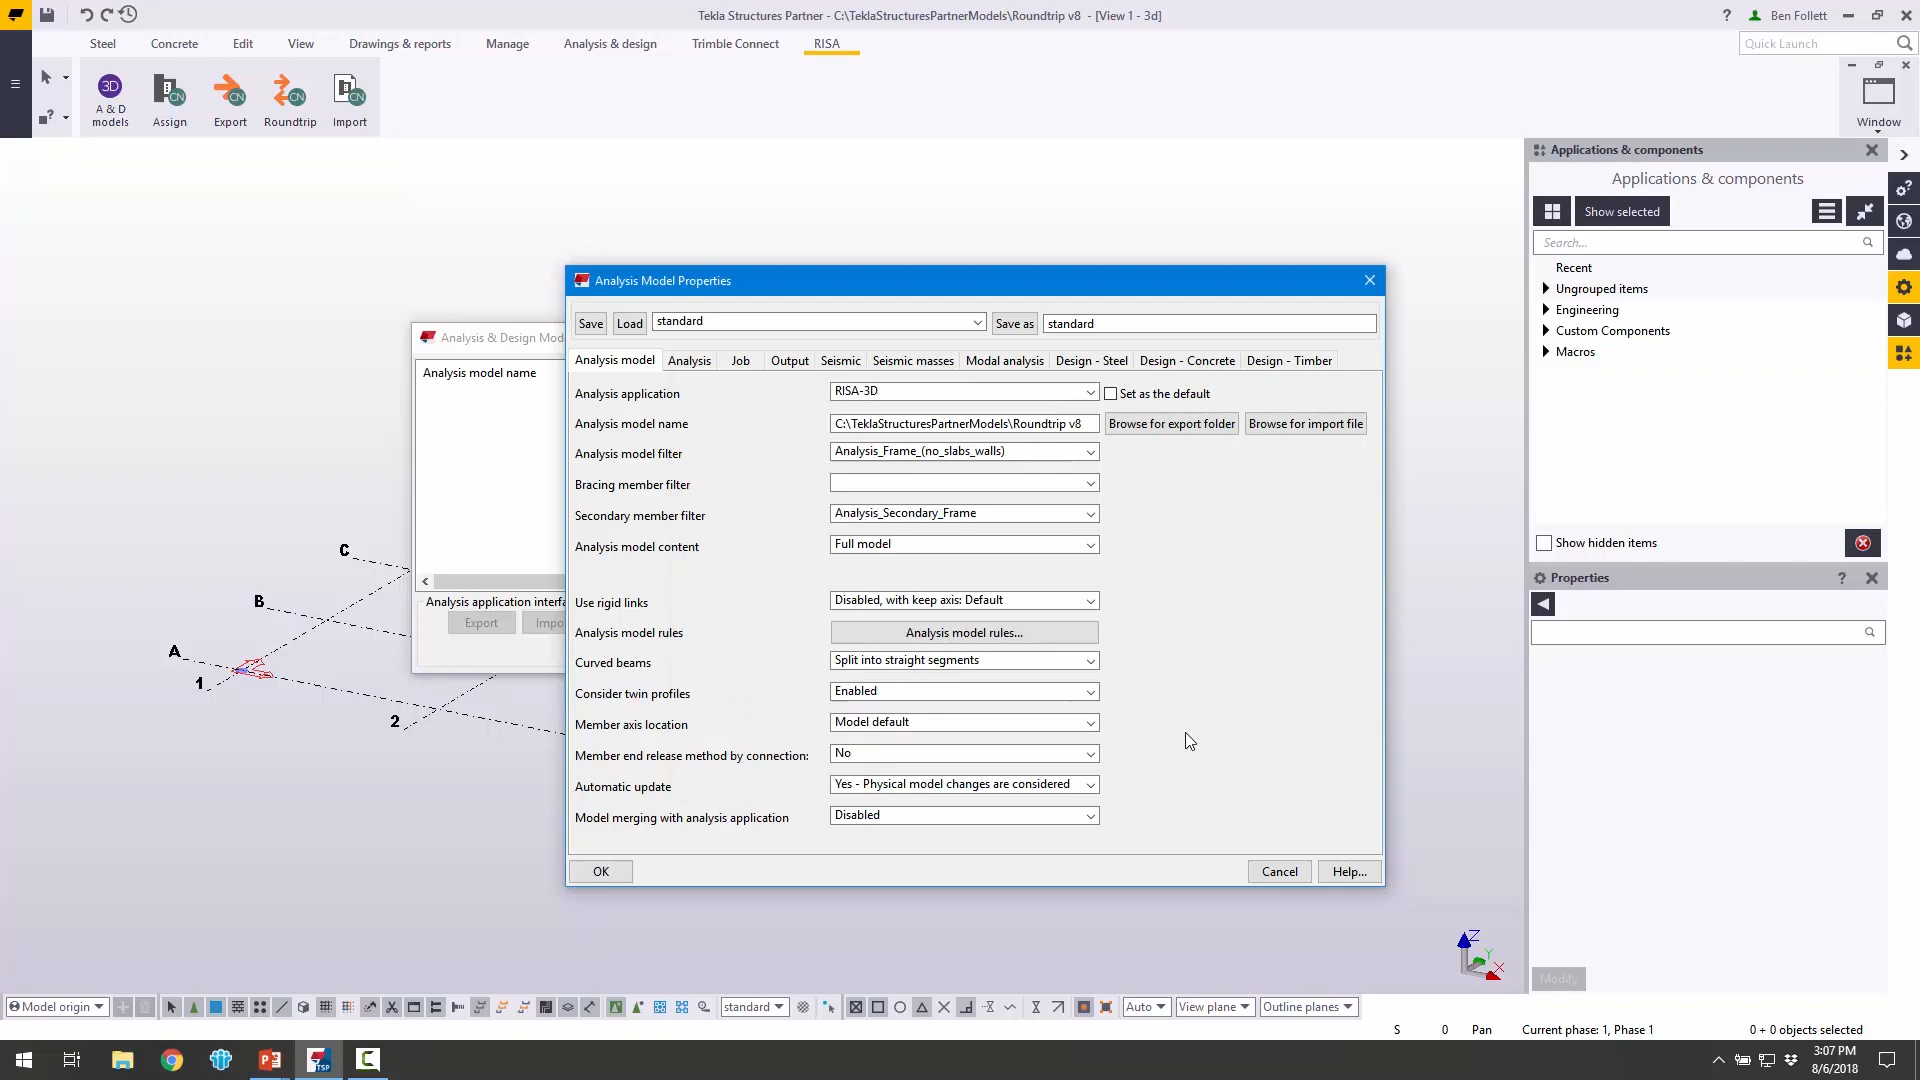 Tekla Structures Partner - C:\TeklaStructuresPartnerModels\Roundtrip v8 - [View 1 - 3d]
? Ben Follett
Steel Concrete Edit View Drawings & reports Manage Analysis & design Trimble Connect RISA
Quick Launch
3D
A & D models
CN Assign
CN Export
CN Roundtrip
CN Import
Window
Applications & components
Applications & components
Show selected
Search...
Recent
Ungrouped items
Engineering
Custom Components
Macros
Show hidden items
Properties ?
Modify
C
B
A
1
2
Analysis & Design Mod
Analysis model name
Analysis application interfa
Export Impo
Analysis Model Properties
Save Load standard Save as standard
Analysis model Analysis Job Output Seismic Seismic masses Modal analysis Design - Steel Design - Concrete Design - Timber
Analysis application RISA-3D Set as the default
Analysis model name C:\TeklaStructuresPartnerModels\Roundtrip v8 Browse for export folder Browse for import file
Analysis model filter Analysis_Frame_(no_slabs_walls)
Bracing member filter
Secondary member filter Analysis_Secondary_Frame
Analysis model content Full model
Use rigid links Disabled, with keep axis: Default
Analysis model rules Analysis model rules...
Curved beams Split into straight segments
Consider twin profiles Enabled
Member axis location Model default
Member end release method by connection: No
Automatic update Yes - Physical model changes are considered
Model merging with analysis application Disabled
OK Cancel Help...
Z
Y
X
Model origin standard Auto View plane Outline planes
S 0 Pan Current phase: 1, Phase 1 0 + 0 objects selected
TSP
3:07 PM
8/6/2018